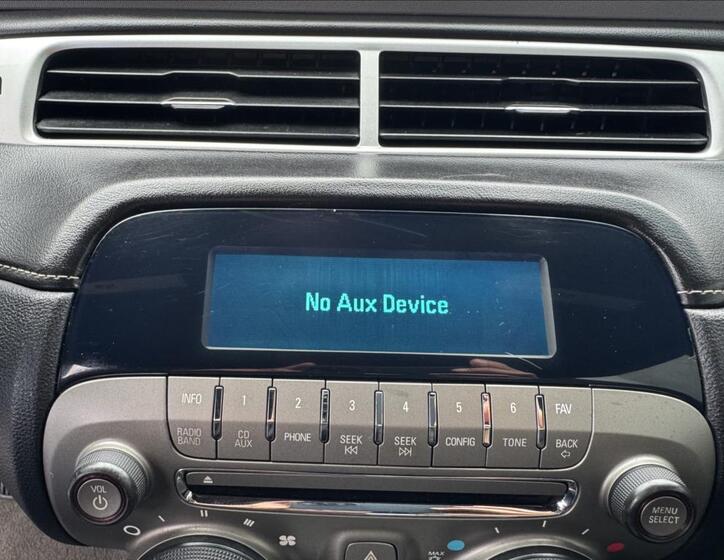 No Aux Device
INFO 1 2 3 4 5 6 FAV
RADIO BAND CD AUX PHONE SEEK SEEK CONFIG TONE BACK
VOL
MENU SELECT
MAX